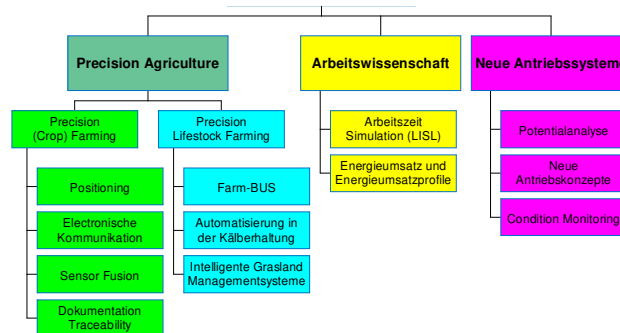 Precision Agriculture
Arbeitswissenschaft
Neue Antriebssysteme
Precision
(Crop) Farming
Precision
Lifestock Farming
Arbeitszeit
Simulation (LISL)
Potentialanalyse
Positioning
Farm-BUS
Energieumsatz und
Energieumsatzprofile
Neue
Antriebskonzepte
Electronische
Kommunikation
Automatisierung in
der Kälberhaltung
Condition Monitoring
Sensor Fusion
Intelligente Grasland
Managementsysteme
Dokumentation
Traceability